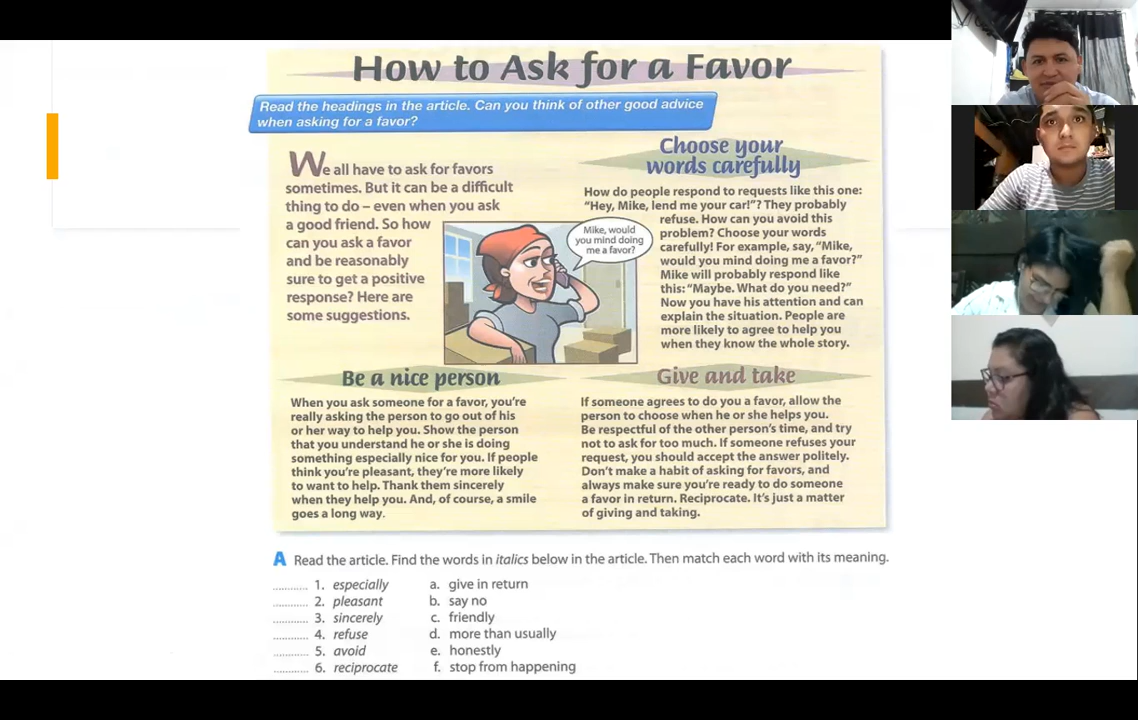 How to Ask for a Favor
Read the headings in the article. Can you think of other good advice
when asking for a favor?
We all have to ask for favors
sometimes. But it can be a difficult
thing to do – even when you ask
a good friend. So how
can you ask a favor
and be reasonably
sure to get a positive
response? Here are
some suggestions.
Mike, would
you mind doing
me a favor?
Choose your
words carefully
How do people respond to requests like this one:
“Hey, Mike, lend me your car!”? They probably
refuse. How can you avoid this
problem? Choose your words
carefully! For example, say, “Mike,
would you mind doing me a favor?”
Mike will probably respond like
this: “Maybe. What do you need?”
Now you have his attention and can
explain the situation. People are
more likely to agree to help you
when they know the whole story.
Be a nice person
When you ask someone for a favor, you’re
really asking the person to go out of his
or her way to help you. Show the person
that you understand he or she is doing
something especially nice for you. If people
think you’re pleasant, they’re more likely
to want to help. Thank them sincerely
when they help you. And, of course, a smile
goes a long way.
Give and take
If someone agrees to do you a favor, allow the
person to choose when he or she helps you.
Be respectful of the other person’s time, and try
not to ask for too much. If someone refuses your
request, you should accept the answer politely.
Don’t make a habit of asking for favors, and
always make sure you’re ready to do someone
a favor in return. Reciprocate. It’s just a matter
of giving and taking.
A Read the article. Find the words in italics below in the article. Then match each word with its meaning.
............ 1. especially a. give in return
............ 2. pleasant b. say no
............ 3. sincerely c. friendly
............ 4. refuse d. more than usually
............ 5. avoid e. honestly
............ 6. reciprocate f. stop from happening